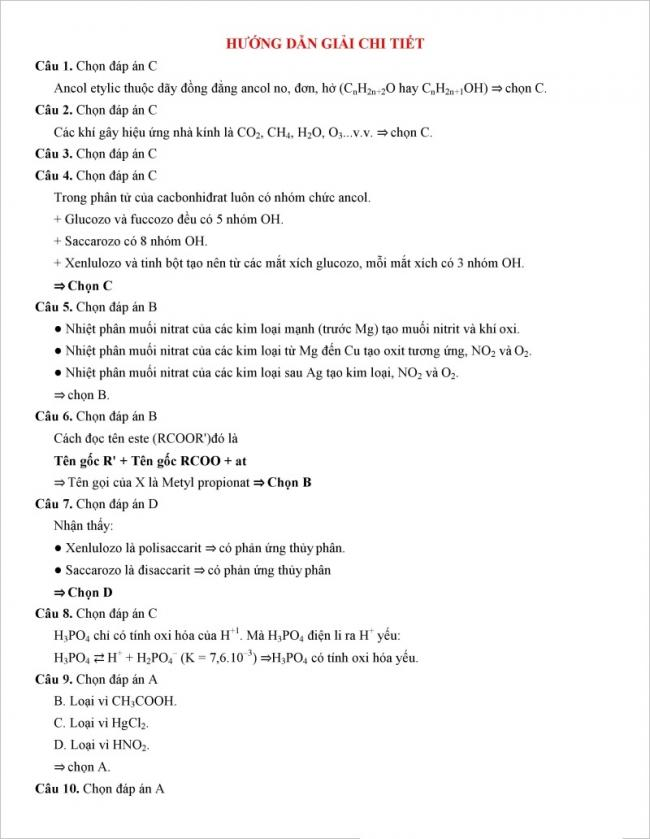 HƯỚNG DẪN GIẢI CHI TIẾT
Câu 1. Chọn đáp án C
Ancol etylic thuộc dãy đồng đẳng ancol no, đơn, hở (CₙH₂ₙ₊₂O hay CₙH₂ₙ₊₁OH) ⇒ chọn C.
Câu 2. Chọn đáp án C
Các khí gây hiệu ứng nhà kính là CO₂, CH₄, H₂O, O₃...v.v. ⇒ chọn C.
Câu 3. Chọn đáp án C
Câu 4. Chọn đáp án C
Trong phân tử của cacbonhiđrat luôn có nhóm chức ancol.
+ Glucozo và fuccozo đều có 5 nhóm OH.
+ Saccarozo có 8 nhóm OH.
+ Xenlulozo và tinh bột tạo nên từ các mắt xích glucozo, mỗi mắt xích có 3 nhóm OH.
⇒ Chọn C
Câu 5. Chọn đáp án B
● Nhiệt phân muối nitrat của các kim loại mạnh (trước Mg) tạo muối nitrit và khí oxi.
● Nhiệt phân muối nitrat của các kim loại từ Mg đến Cu tạo oxit tương ứng, NO₂ và O₂.
● Nhiệt phân muối nitrat của các kim loại sau Ag tạo kim loại, NO₂ và O₂.
⇒ chọn B.
Câu 6. Chọn đáp án B
Cách đọc tên este (RCOOR')đó là
Tên gốc R' + Tên gốc RCOO + at
⇒ Tên gọi của X là Metyl propionat ⇒ Chọn B
Câu 7. Chọn đáp án D
Nhận thấy:
● Xenlulozo là polisaccarit ⇒ có phản ứng thủy phân.
● Saccarozo là đisaccarit ⇒ có phản ứng thủy phân
⇒ Chọn D
Câu 8. Chọn đáp án C
H₃PO₄ chỉ có tính oxi hóa của H⁺¹. Mà H₃PO₄ điện li ra H⁺ yếu:
H₃PO₄ ⇄ H⁺ + H₂PO₄⁻ (K = 7,6.10⁻³) ⇒H₃PO₄ có tính oxi hóa yếu.
Câu 9. Chọn đáp án A
B. Loại vì CH₃COOH.
C. Loại vì HgCl₂.
D. Loại vì HNO₂.
⇒ chọn A.
Câu 10. Chọn đáp án A